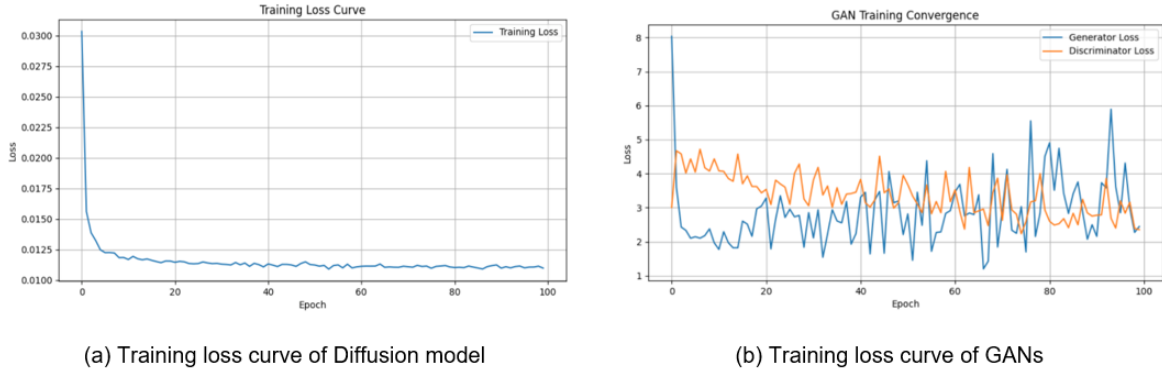 Training Loss Curve
Training Loss
0.0300
0.0275
0.0250
0.0225
0.0200
0.0175
0.0150
0.0125
0.0100
Loss
0 20 40 60 80 100
Epoch
(a) Training loss curve of Diffusion model
GAN Training Convergence
Generator Loss
Discriminator Loss
8
7
6
5
4
3
2
1
Loss
0 20 40 60 80 100
Epoch
(b) Training loss curve of GANs